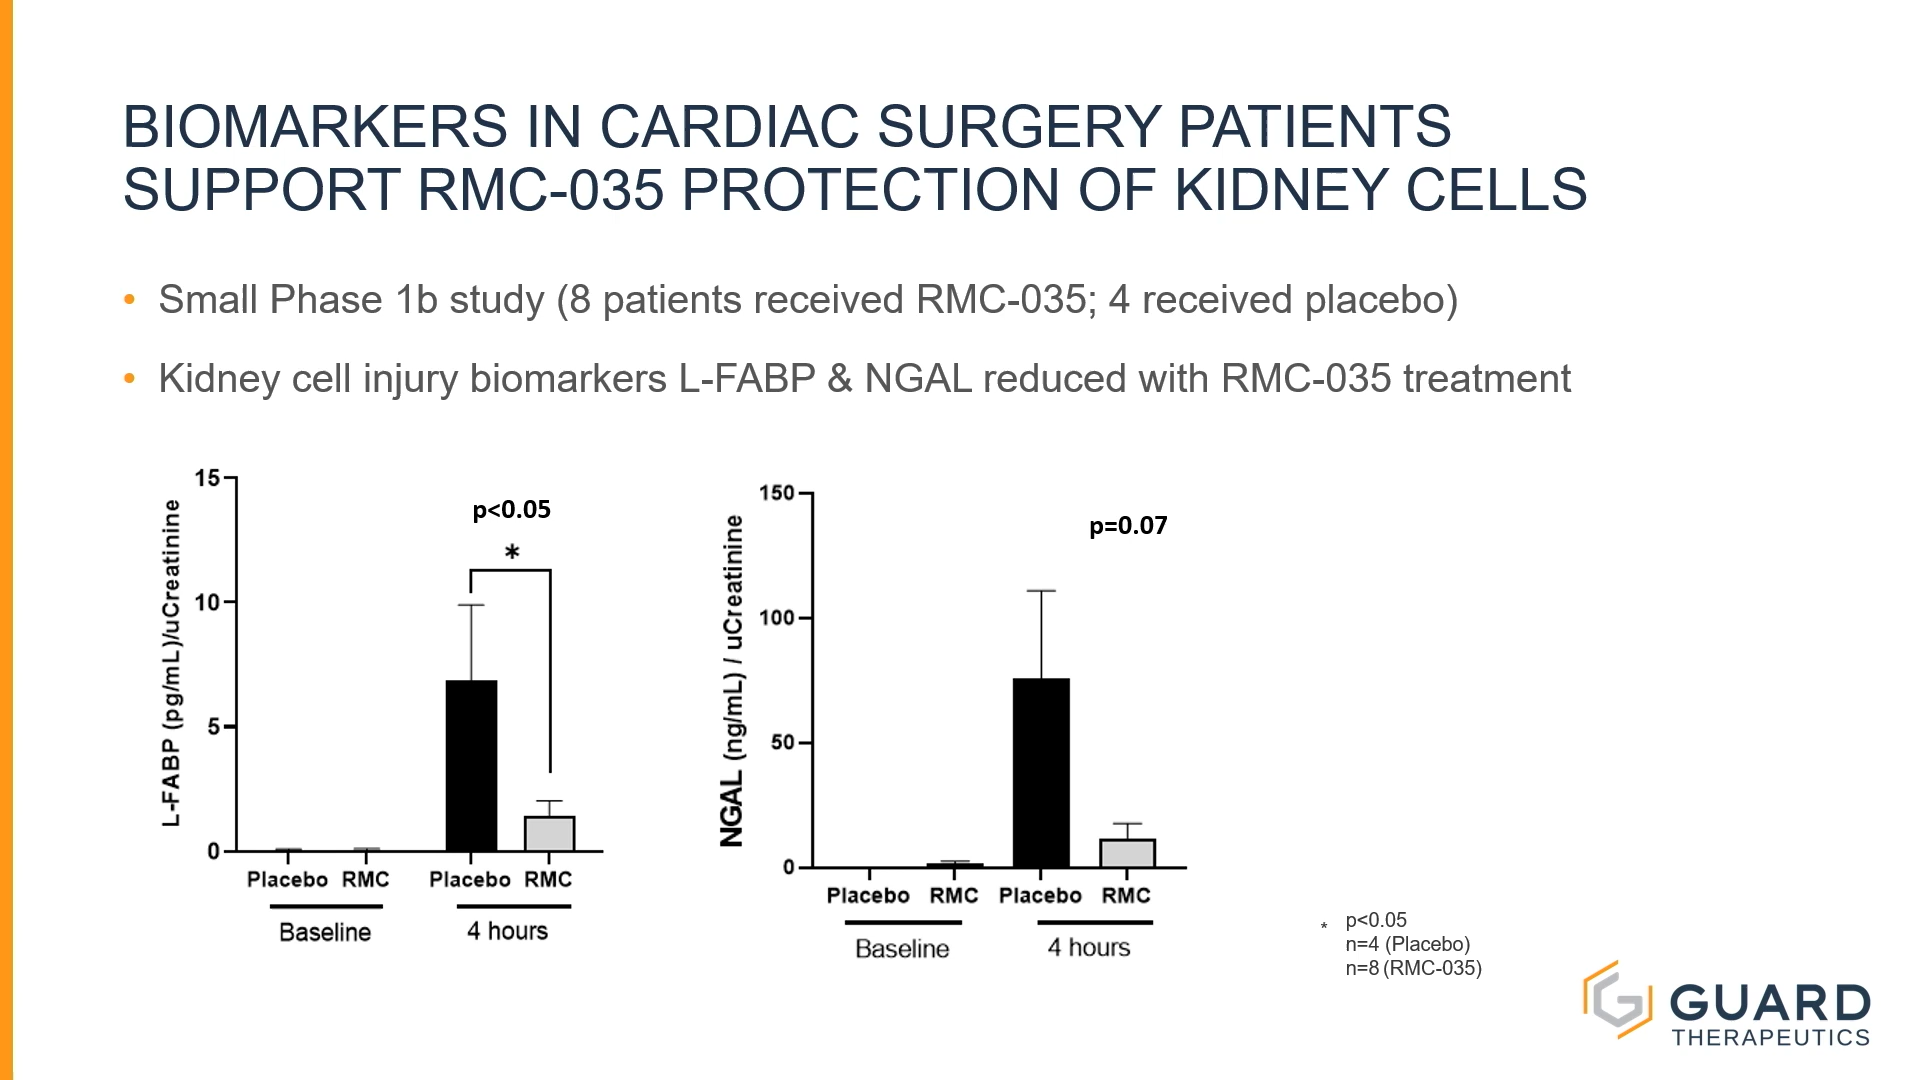 BIOMARKERS IN CARDIAC SURGERY PATIENTS
SUPPORT RMC-035 PROTECTION OF KIDNEY CELLS
• Small Phase 1b study (8 patients received RMC-035; 4 received placebo)
• Kidney cell injury biomarkers L-FABP & NGAL reduced with RMC-035 treatment
L-FABP (pg/mL)/uCreatinine
15
10
5
0
p<0.05
*
Placebo RMC Placebo RMC
Baseline 4 hours
NGAL (ng/mL) / uCreatinine
150
100
50
0
p=0.07
Placebo RMC Placebo RMC
Baseline 4 hours
* p<0.05
n=4 (Placebo)
n=8 (RMC-035)
G GUARD
THERAPEUTICS